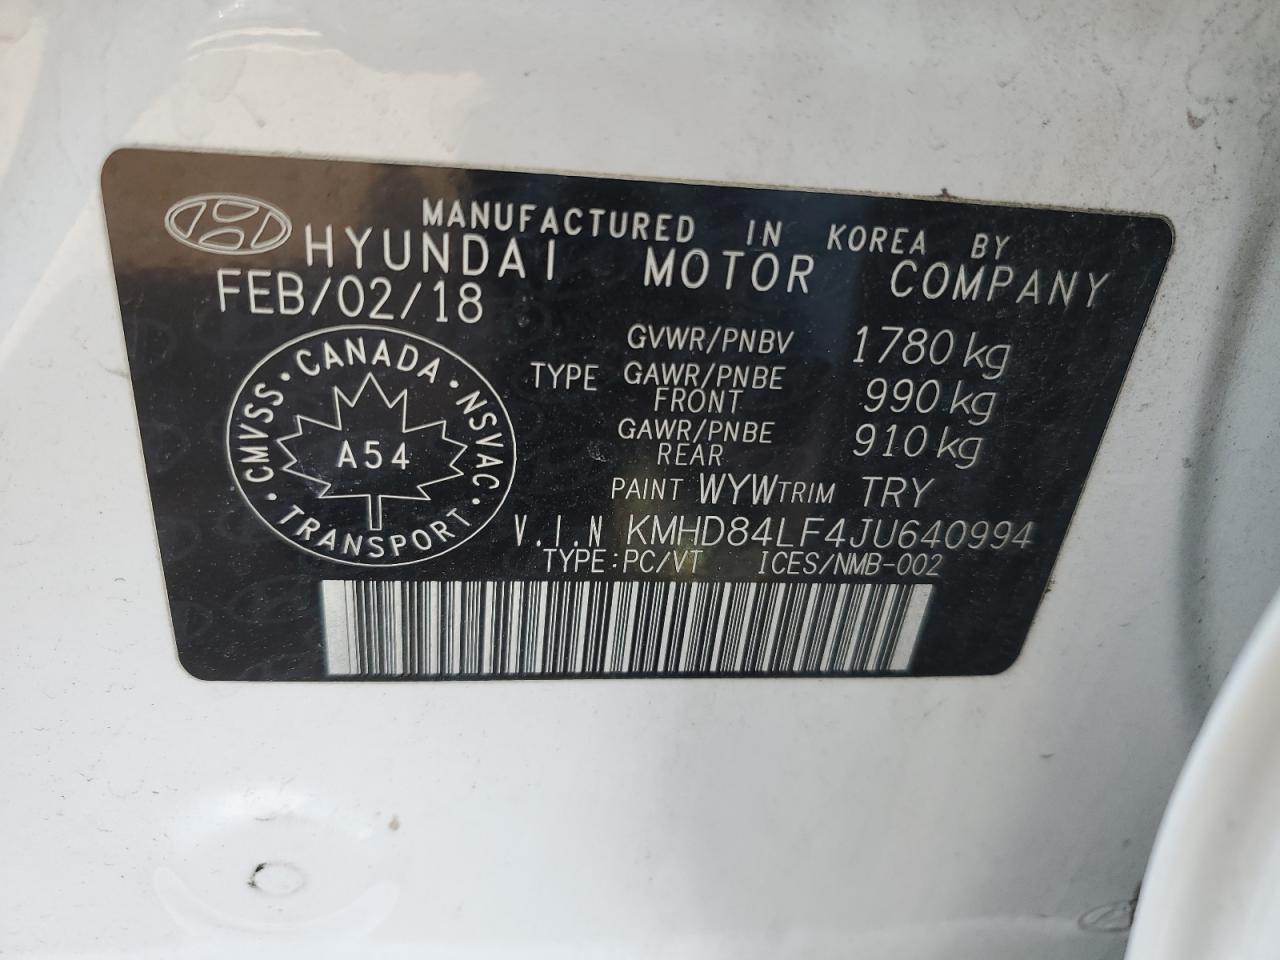 MANUFACTURED IN KOREA BY
HYUNDAI MOTOR COMPANY
FEB/02/18
CMVSS · CANADA · NSVAC · TRANSPORT ·
A54
GVWR/PNBV 1780 kg
TYPE GAWR/PNBE FRONT 990 kg
GAWR/PNBE REAR 910 kg
PAINT WYW TRIM TRY
V.I.N KMHD84LF4JU640994
TYPE:PC/VT ICES/NMB-002